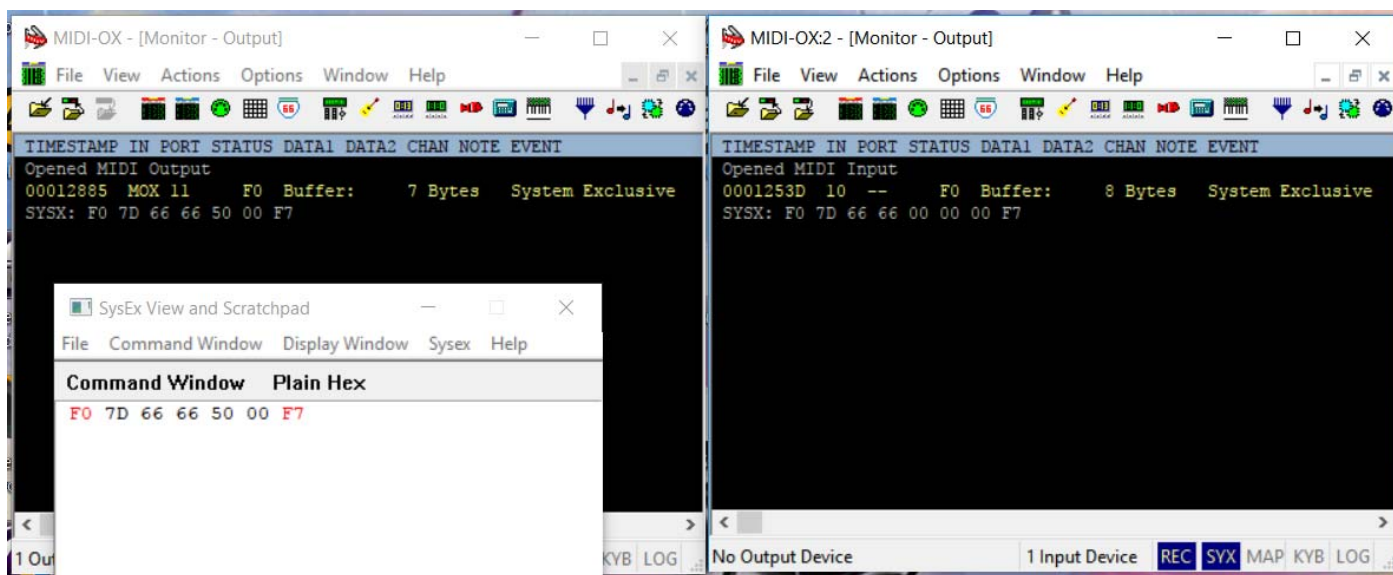 MIDI-OX - [Monitor - Output]
File View Actions Options Window Help
TIMESTAMP IN PORT STATUS DATA1 DATA2 CHAN NOTE EVENT
Opened MIDI Output
00012885 MOX 11 F0 Buffer: 7 Bytes System Exclusive
SYSX: F0 7D 66 66 50 00 F7
SysEx View and Scratchpad
File Command Window Display Window Sysex Help
Command Window Plain Hex
F0 7D 66 66 50 00 F7
1 Out
KYB LOG
MIDI-OX:2 - [Monitor - Output]
File View Actions Options Window Help
TIMESTAMP IN PORT STATUS DATA1 DATA2 CHAN NOTE EVENT
Opened MIDI Input
0001253D 10 -- F0 Buffer: 8 Bytes System Exclusive
SYSX: F0 7D 66 66 00 00 00 F7
No Output Device 1 Input Device REC SYX MAP KYB LOG